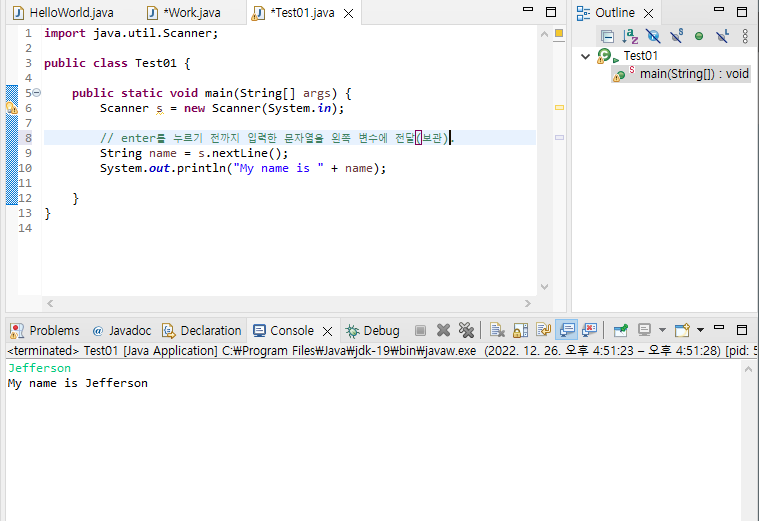 HelloWorld.java *Work.java *Test01.java
1 import java.util.Scanner;
2
3 public class Test01 {
4
5 public static void main(String[] args) {
6 Scanner s = new Scanner(System.in);
7
8 // enter를 누르기 전까지 입력한 문자열을 왼쪽 변수에 전달(보관).
9 String name = s.nextLine();
10 System.out.println("My name is " + name);
11
12 }
13 }
14
Outline
Test01
main(String[]) : void
Problems @ Javadoc Declaration Console Debug
<terminated> Test01 [Java Application] C:₩Program Files₩Java₩jdk-19₩bin₩javaw.exe (2022. 12. 26. 오후 4:51:23 – 오후 4:51:28) [pid: 5
Jefferson
My name is Jefferson